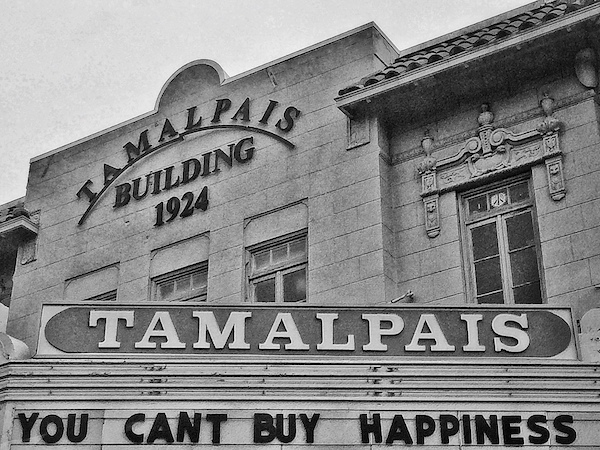 TAMALPAIS
BUILDING
1924
TAMALPAIS
YOU CANT BUY HAPPINESS